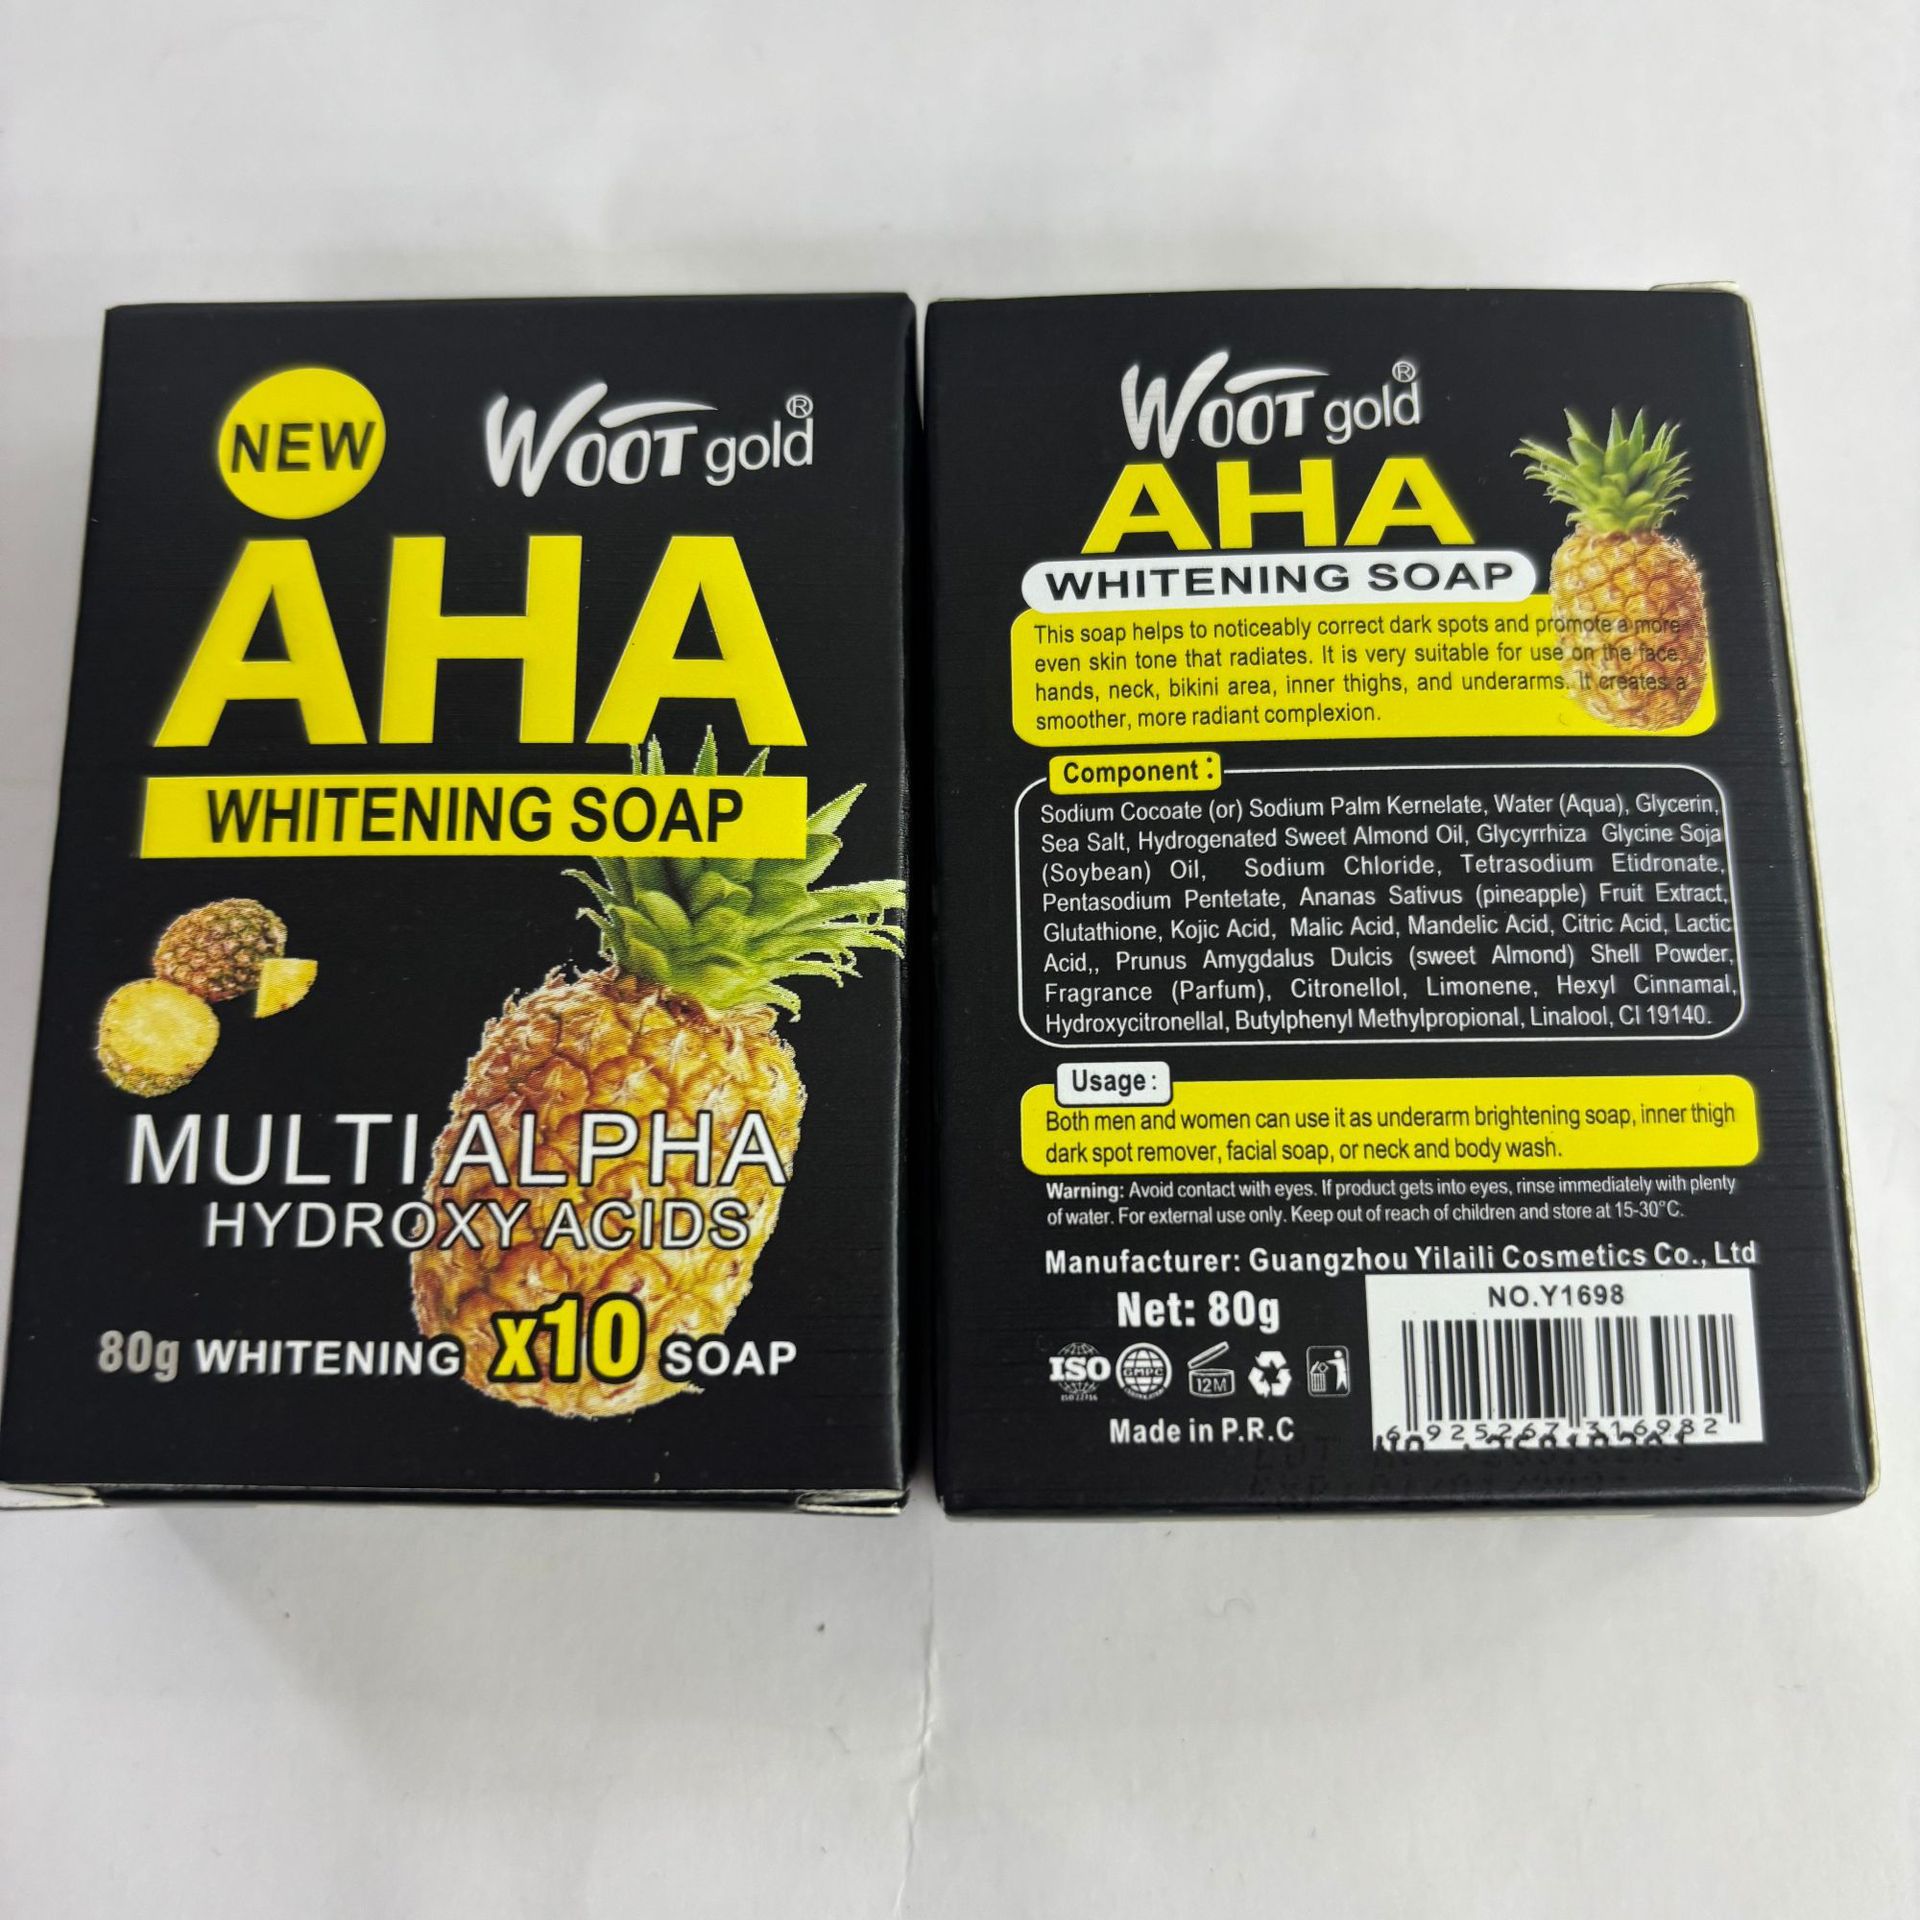 NEW
WOOT gold®
AHA
WHITENING SOAP
MULTI ALPHA
HYDROXY ACIDS
80g WHITENING x10 SOAP
WOOT gold®
AHA
WHITENING SOAP
This soap helps to noticeably correct dark spots and promote a more
even skin tone that radiates. It is very suitable for use on the face,
hands, neck, bikini area, inner thighs, and underarms. It creates a
smoother, more radiant complexion.
Component :
Sodium Cocoate (or) Sodium Palm Kernelate, Water (Aqua), Glycerin,
Sea Salt, Hydrogenated Sweet Almond Oil, Glycyrrhiza Glycine Soja
(Soybean) Oil, Sodium Chloride, Tetrasodium Etidronate,
Pentasodium Pentetate, Ananas Sativus (pineapple) Fruit Extract,
Glutathione, Kojic Acid, Malic Acid, Mandelic Acid, Citric Acid, Lactic
Acid,, Prunus Amygdalus Dulcis (sweet Almond) Shell Powder,
Fragrance (Parfum), Citronellol, Limonene, Hexyl Cinnamal,
Hydroxycitronellal, Butylphenyl Methylpropional, Linalool, CI 19140.
Usage :
Both men and women can use it as underarm brightening soap, inner thigh
dark spot remover, facial soap, or neck and body wash.
Warning: Avoid contact with eyes. If product gets into eyes, rinse immediately with plenty
of water. For external use only. Keep out of reach of children and store at 15-30°C.
Manufacturer: Guangzhou Yilaili Cosmetics Co., Ltd
Net: 80g
NO.Y1698
ISO
GMPC
12M
6 925267 316982
Made in P.R.C
LOT NO.